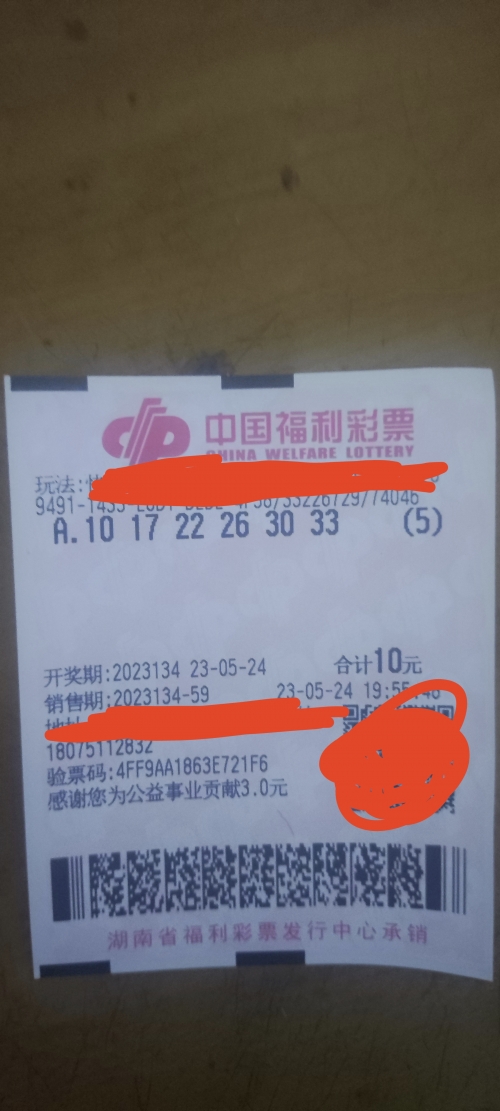 中国福利彩票
CHINA WELFARE LOTTERY
玩法:
A.10 17 22 26 30 33 (5)
开奖期:2023134 23-05-24 合计10元
销售期:2023134-59 23-05-24 19:55:46
18075112832
验票码:4FF9AA1863E721F6
感谢您为公益事业贡献3.0元
湖南省福利彩票发行中心承销